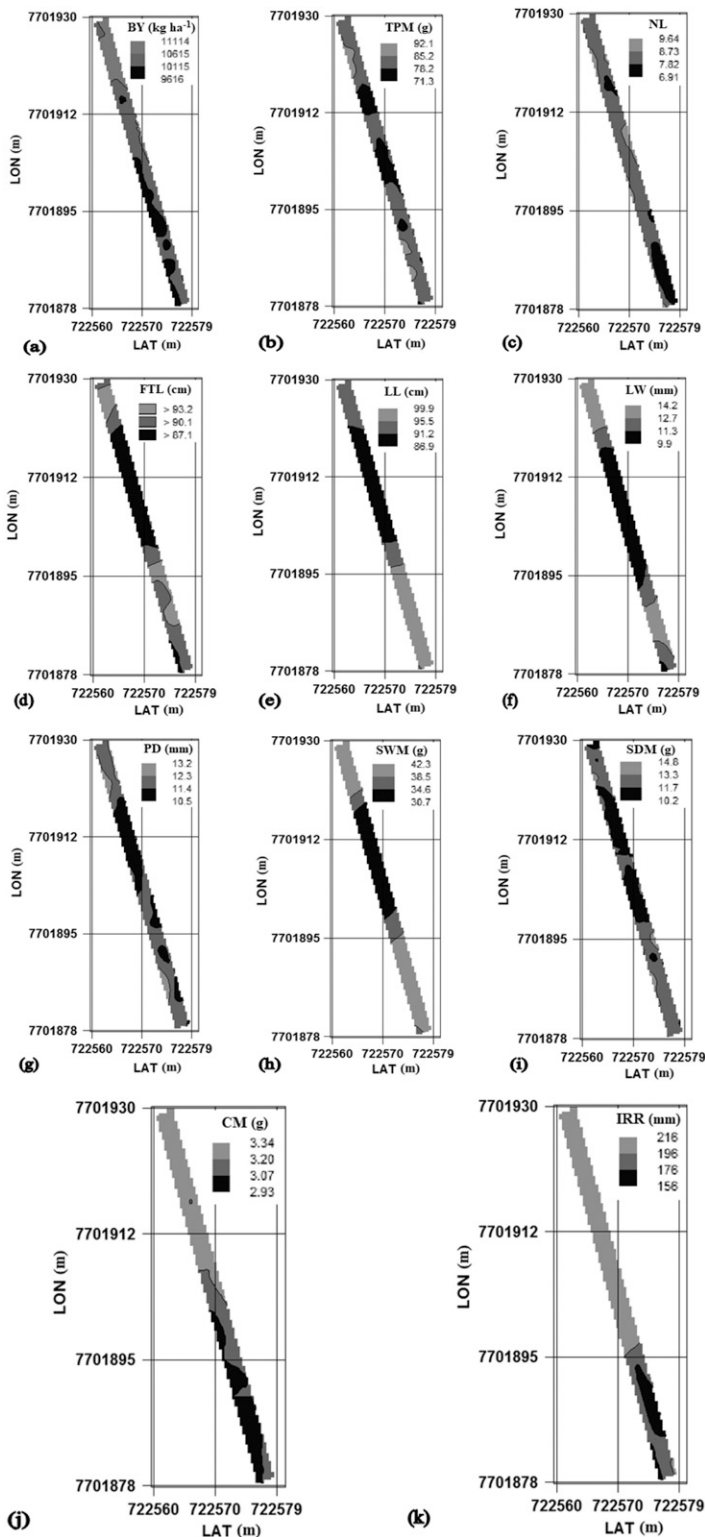 BY (kg ha⁻¹)
11114
10615
10115
9616
7701930
7701912
7701895
7701878
LON (m)
722560 722570 722579
LAT (m)
(a)
TPM (g)
92.1
85.2
78.2
71.3
7701930
7701912
7701895
7701878
LON (m)
722560 722570 722579
LAT (m)
(b)
NL
9.64
8.73
7.82
6.91
7701930
7701912
7701895
7701878
LON (m)
722560 722570 722579
LAT (m)
(c)
FTL (cm)
> 93.2
> 90.1
> 87.1
7701930
7701912
7701895
7701878
LON (m)
722560 722570 722579
LAT (m)
(d)
LL (cm)
99.9
95.5
91.2
86.9
7701930
7701912
7701895
7701878
LON (m)
722560 722570 722579
LAT (m)
(e)
LW (mm)
14.2
12.7
11.3
9.9
7701930
7701912
7701895
7701878
LON (m)
722560 722570 722579
LAT (m)
(f)
PD (mm)
13.2
12.3
11.4
10.5
7701930
7701912
7701895
7701878
LON (m)
722560 722570 722579
LAT (m)
(g)
SWM (g)
42.3
38.5
34.6
30.7
7701930
7701912
7701895
7701878
LON (m)
722560 722570 722579
LAT (m)
(h)
SDM (g)
14.8
13.3
11.7
10.2
7701930
7701912
7701895
7701878
LON (m)
722560 722570 722579
LAT (m)
(i)
CM (g)
3.34
3.20
3.07
2.93
7701930
7701912
7701895
7701878
LON (m)
722560 722570 722579
LAT (m)
(j)
IRR (mm)
216
196
176
156
7701930
7701912
7701895
7701878
LON (m)
722560 722570 722579
LAT (m)
(k)